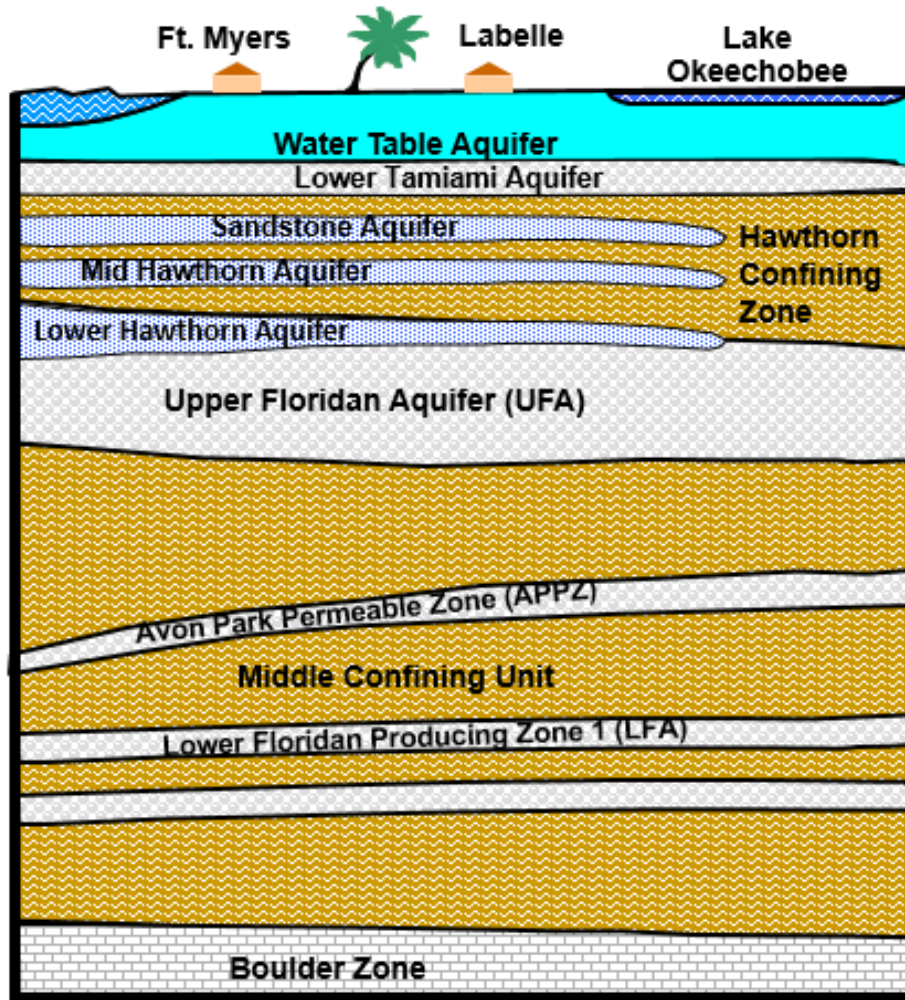 Ft. Myers
Labelle
Lake
Okeechobee
Water Table Aquifer
Lower Tamiami Aquifer
Sandstone Aquifer
Hawthorn
Confining
Zone
Mid Hawthorn Aquifer
Lower Hawthorn Aquifer
Upper Floridan Aquifer (UFA)
Avon Park Permeable Zone (APPZ)
Middle Confining Unit
Lower Floridan Producing Zone 1 (LFA)
Boulder Zone